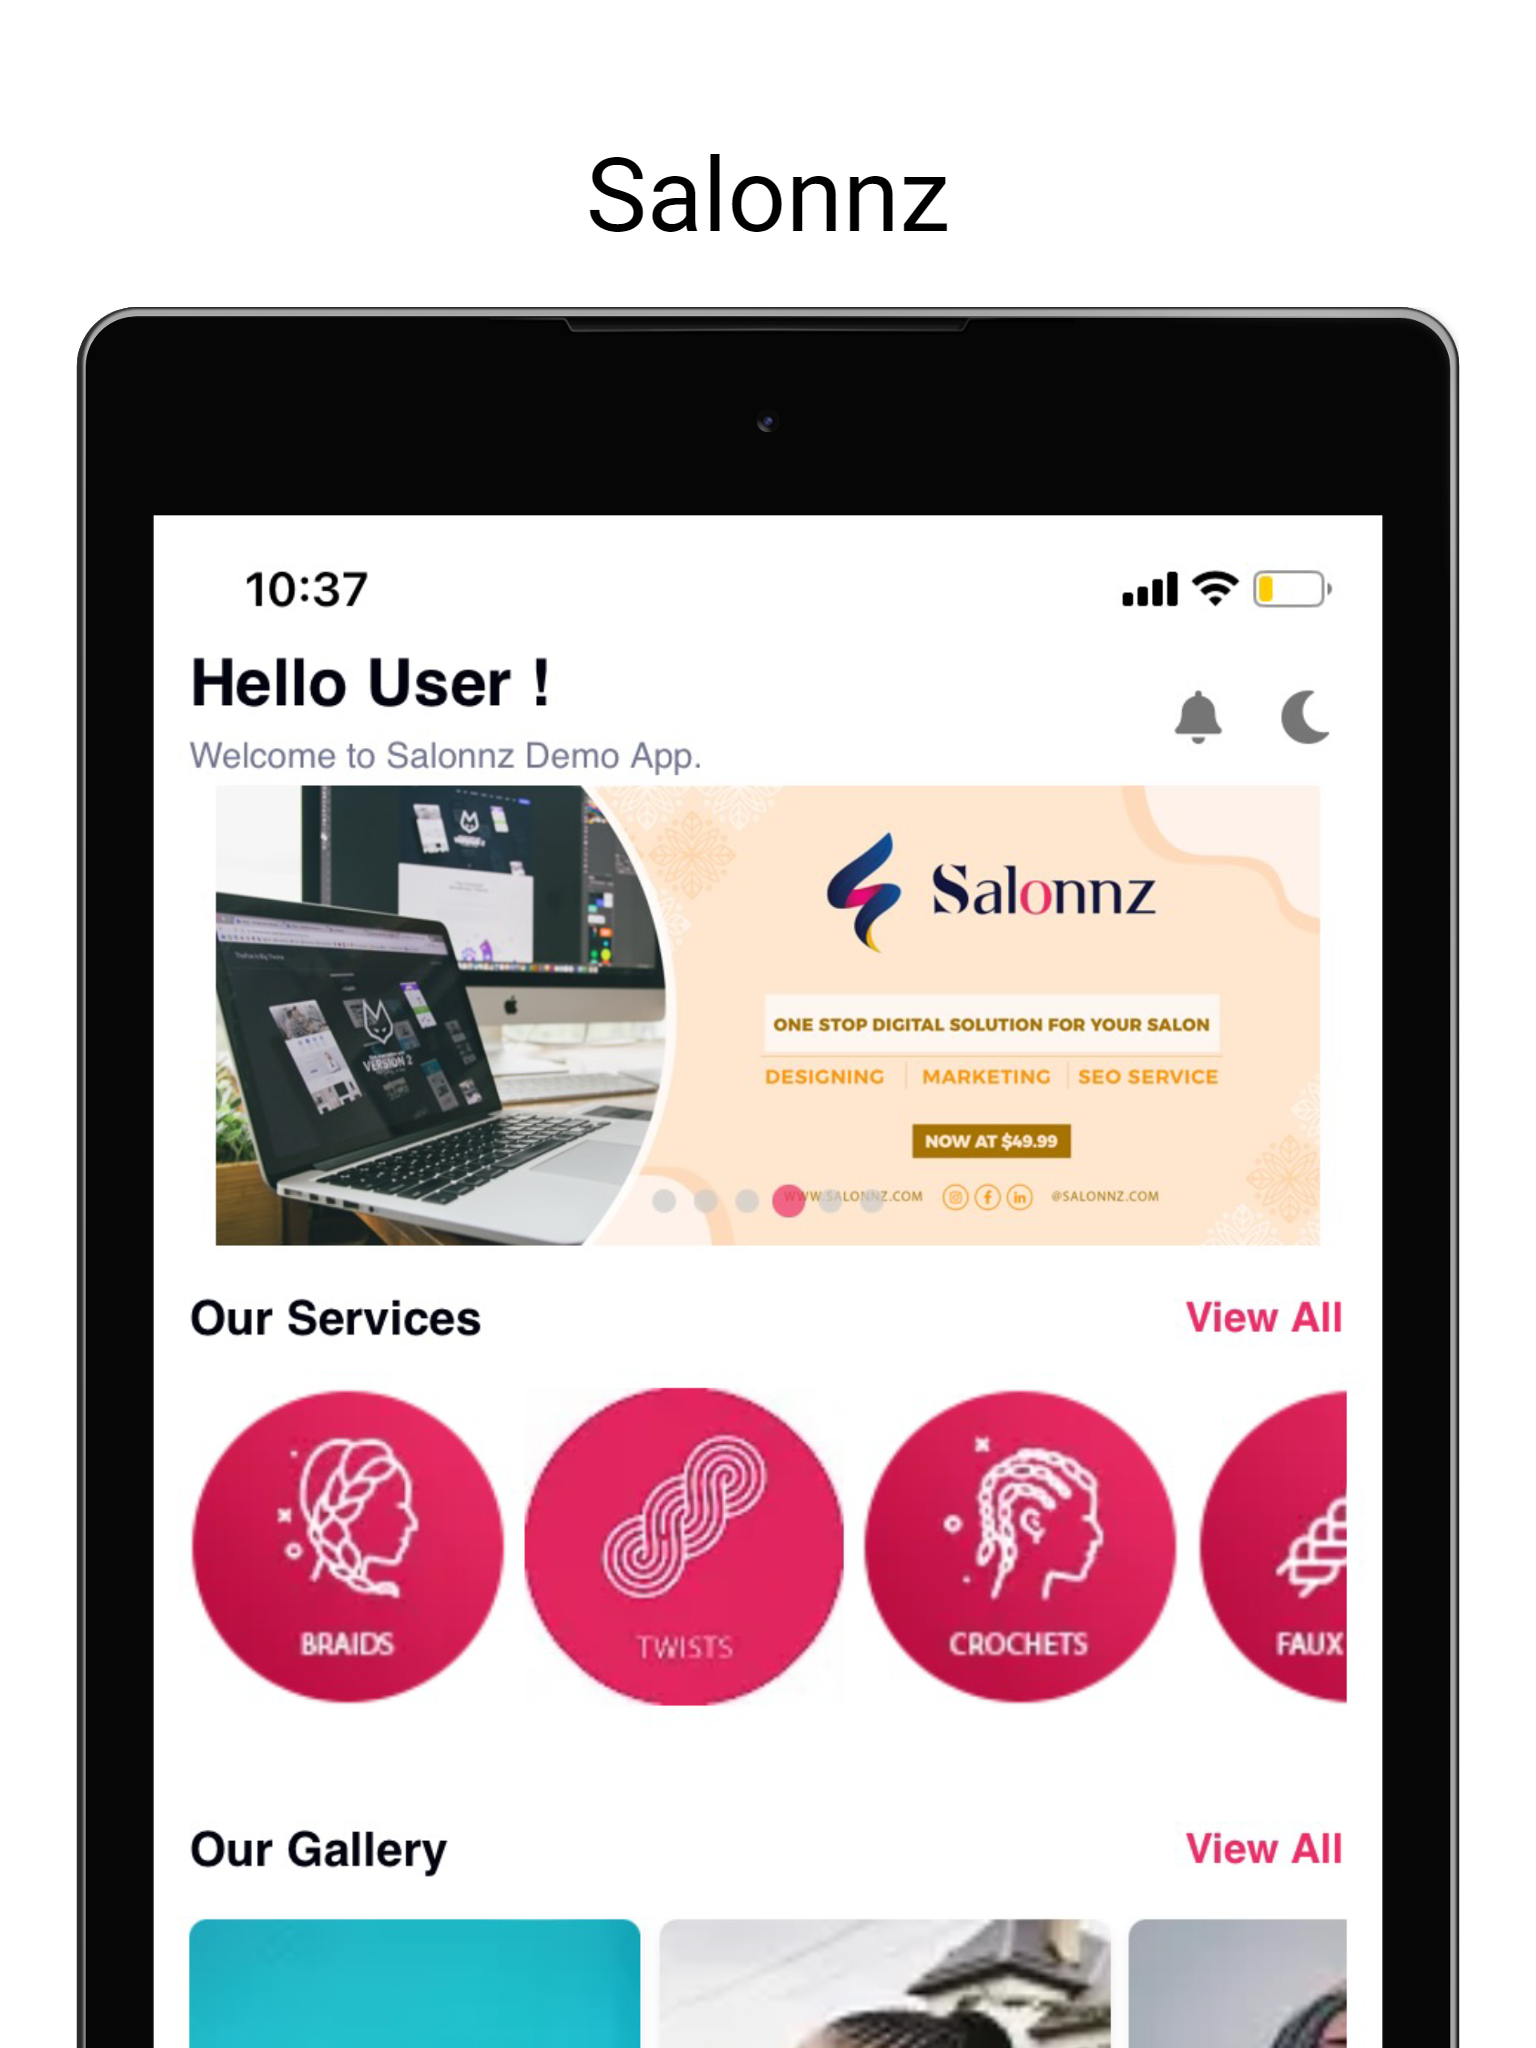 Salonnz
10:37
Hello User !
Welcome to Salonnz Demo App.
Salonnz
VERSION 2
ONE STOP DIGITAL SOLUTION FOR YOUR SALON
DESIGNING MARKETING SEO SERVICE
NOW AT $49.99
WWW.SALONNZ.COM @SALONNZ.COM
Our Services View All
BRAIDS TWISTS CROCHETS FAUX
Our Gallery View All